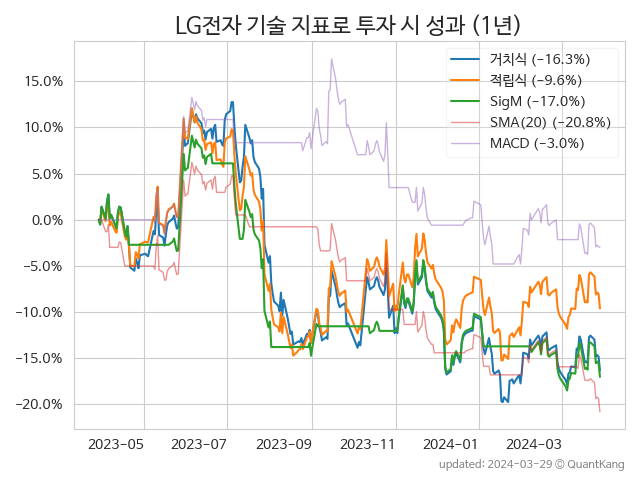 LG전자 기술 지표로 투자 시 성과 (1년)
거치식 (−16.3%)
적립식 (−9.6%)
SigM (−17.0%)
SMA(20) (−20.8%)
MACD (−3.0%)
15.0%
10.0%
5.0%
0.0%
−5.0%
−10.0%
−15.0%
−20.0%
2023-05 2023-07 2023-09 2023-11 2024-01 2024-03
updated: 2024-03-29 © QuantKang